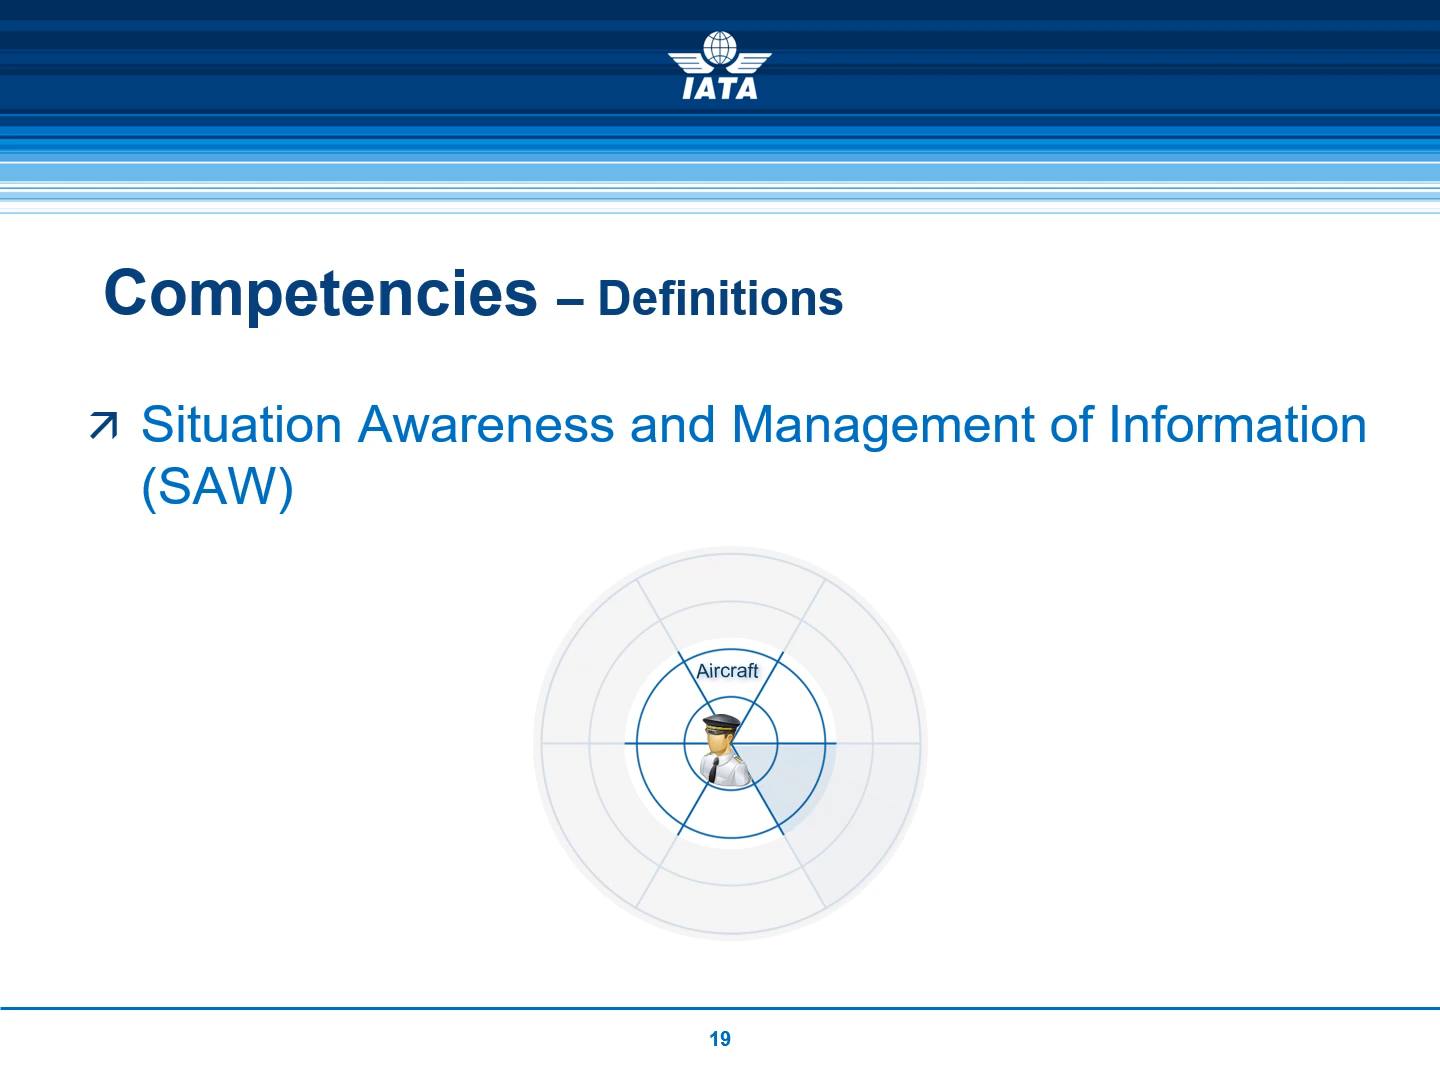 IATA
Competencies – Definitions
Situation Awareness and Management of Information
(SAW)
Aircraft
19